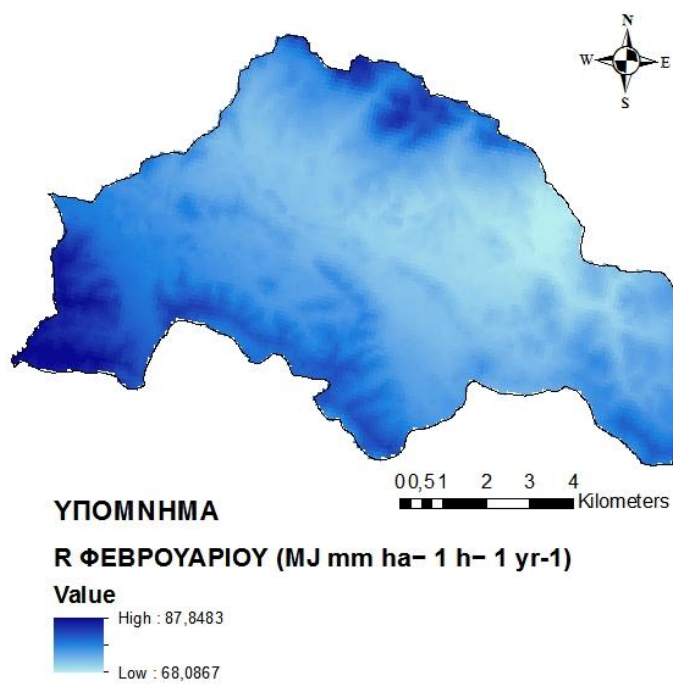 N
W E
S
0 0,5 1 2 3 4
Kilometers
ΥΠΟΜΝΗΜΑ
R ΦΕΒΡΟΥΑΡΙΟΥ (MJ mm ha− 1 h− 1 yr-1)
Value
High : 87,8483
Low : 68,0867